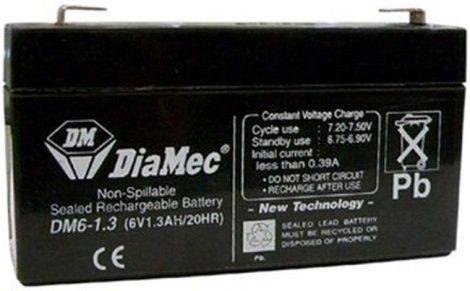 DM
DiaMec®
Non-Spillable
Sealed Rechargeable Battery
DM6-1.3 (6V1.3AH/20HR)
CE
Constant Voltage Charge
Cycle use : 7.20-7.50V
Standby use : 6.75-6.90V
Initial current :
less than 0.39A
• DO NOT SHORT CIRCUIT
• RECHARGE AFTER USE
- New Technology -
SEALED LEAD BATTERY
MUST BE RECYCLED OR
DISPOSED OF PROPERLY
Pb.
Pb